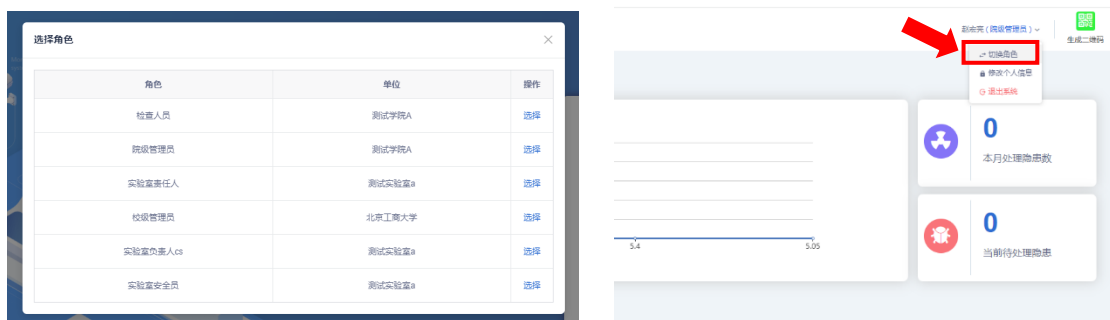 选择角色
角色 单位 操作
检查人员 测试学院A 选择
院级管理员 测试学院A 选择
实验室责任人 测试实验室a 选择
校级管理员 北京工商大学 选择
实验室负责人cs 测试实验室a 选择
实验室安全员 测试实验室a 选择
赵宏亮(院级管理员)
生成二维码
切换角色
修改个人信息
退出系统
0
本月处理隐患数
5.4 5.05
0
当前待处理隐患